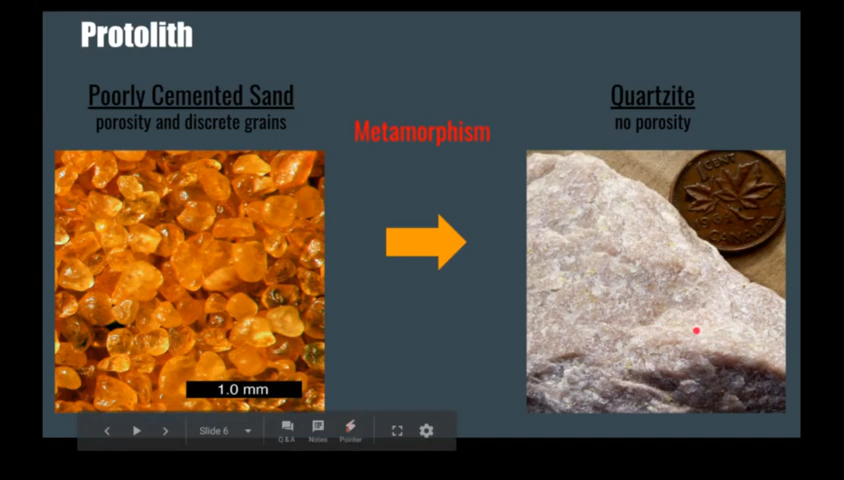 Protolith
Poorly Cemented Sand
porosity and discrete grains
Metamorphism
Quartzite
no porosity
1 CENT
CANADA
1.0 mm
Slide 6
Q & A
Notes
Pointer